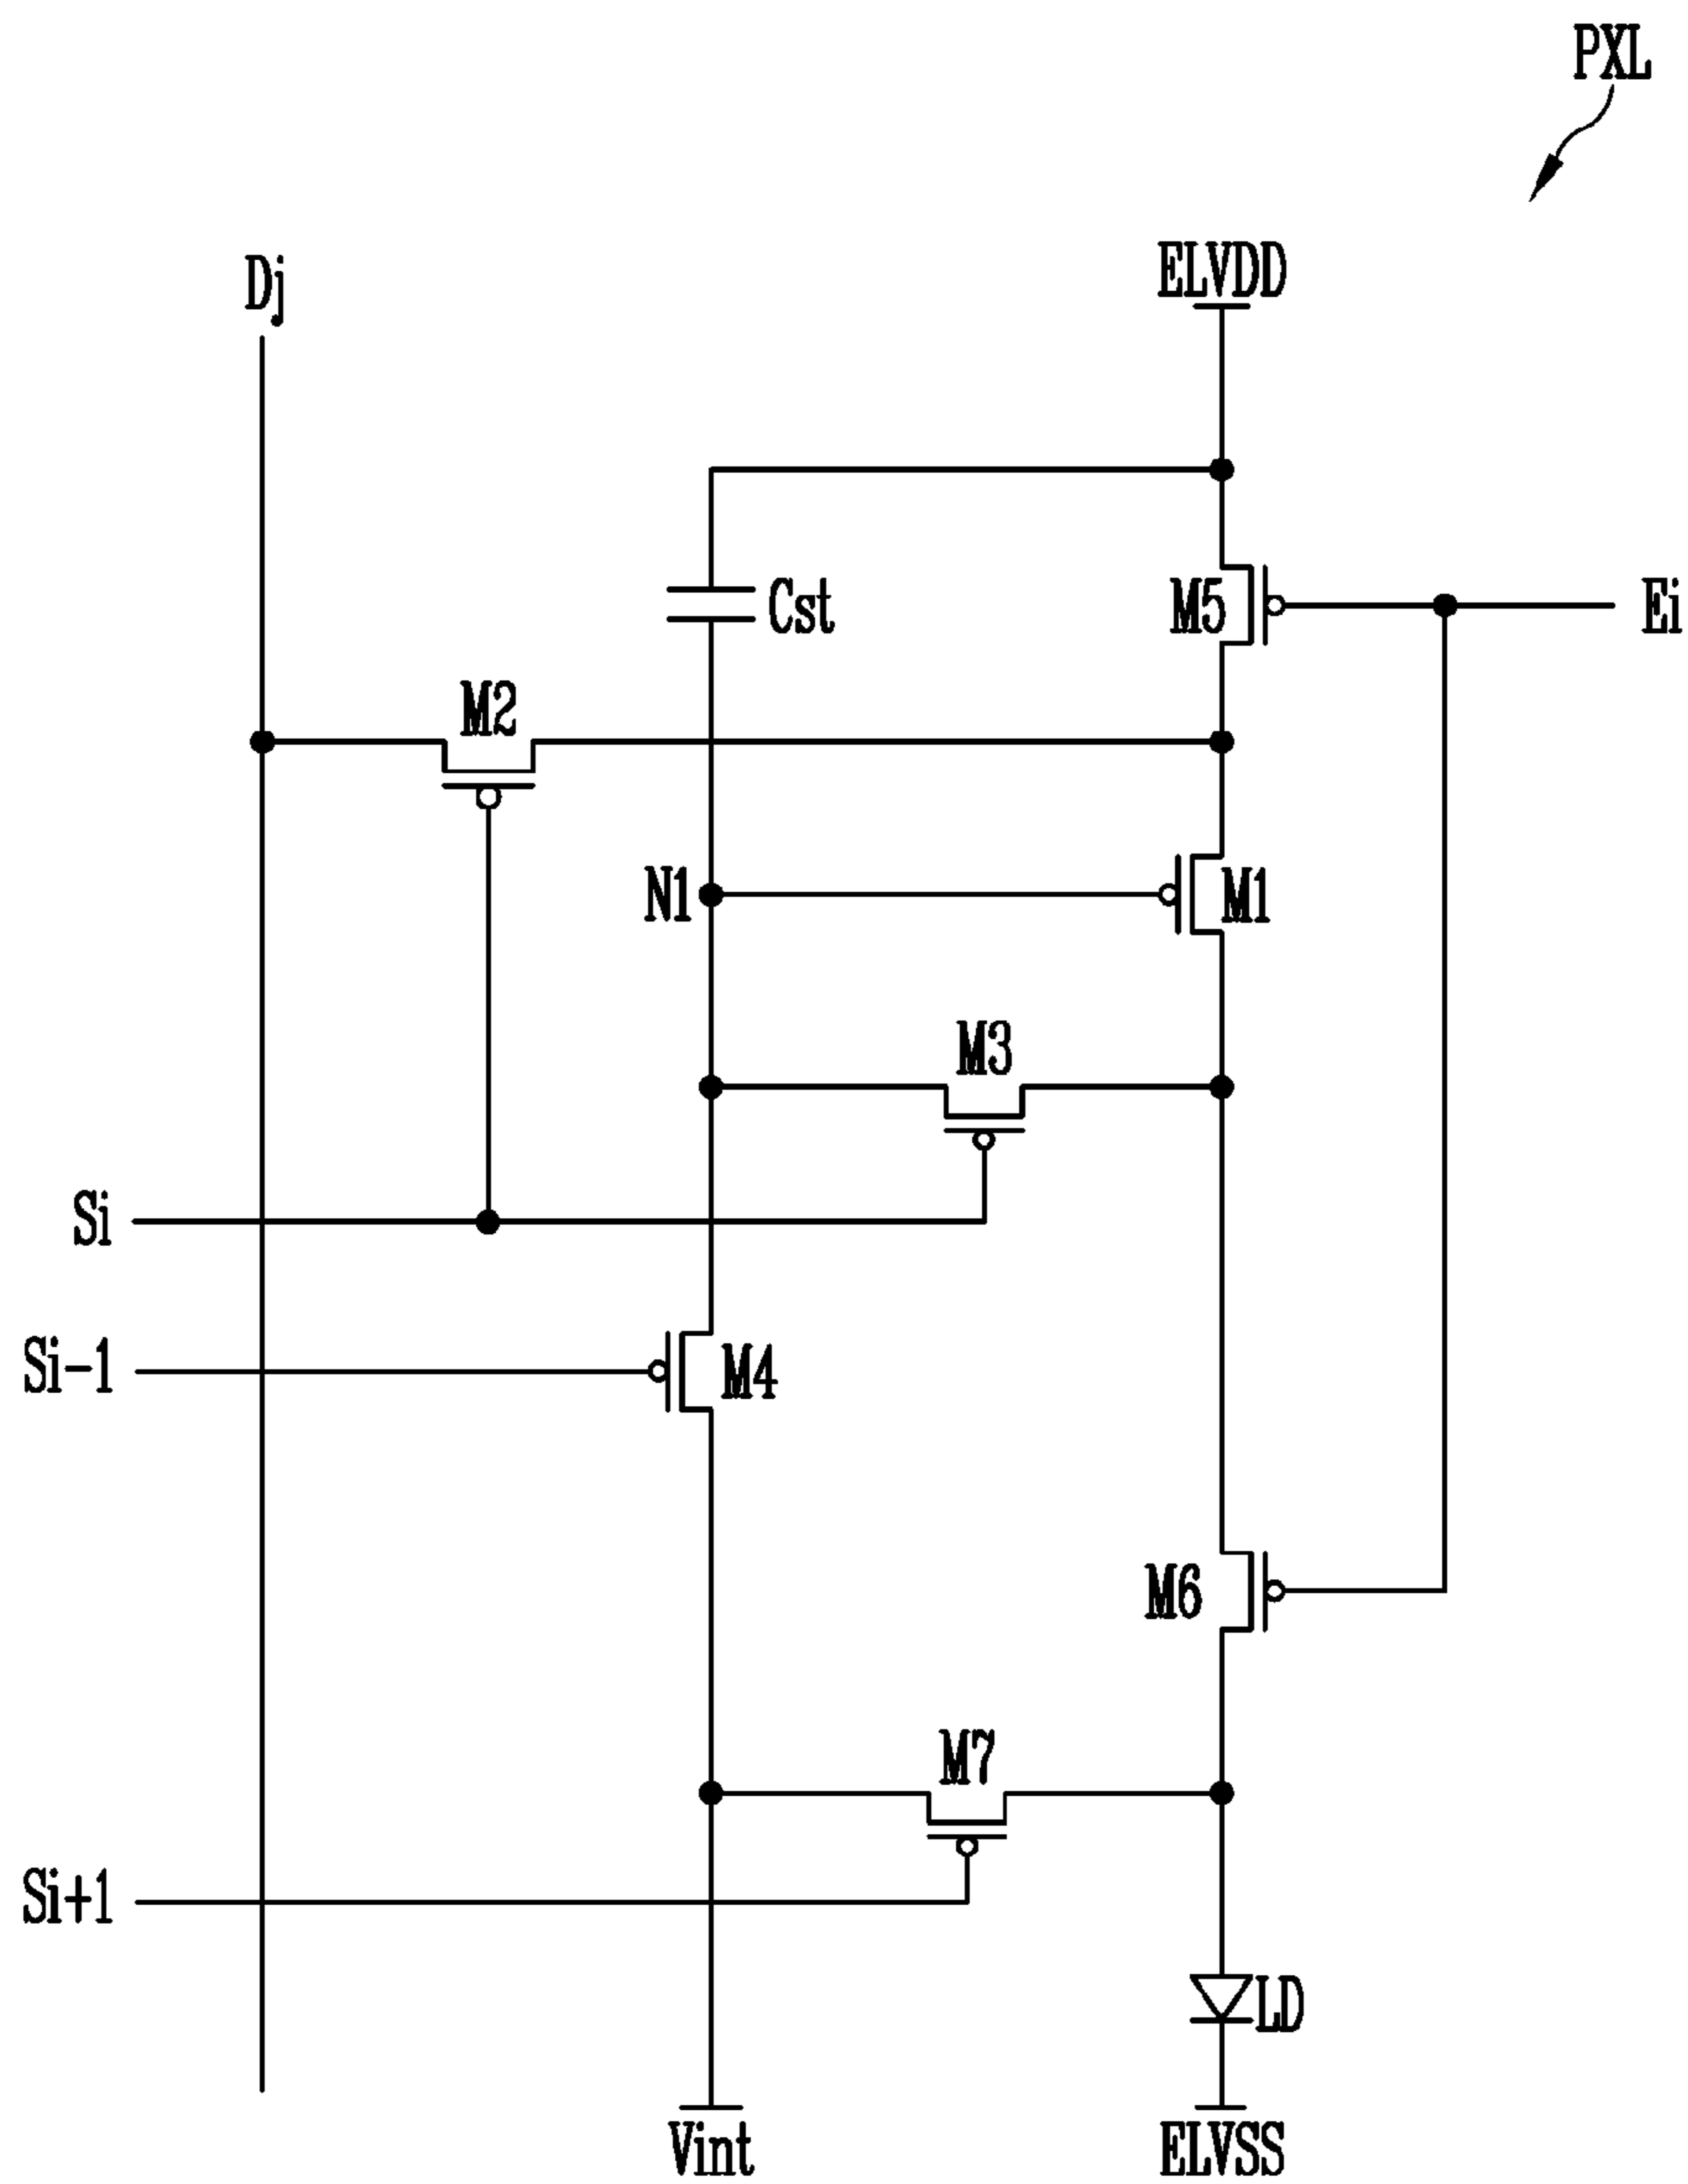 PXL
Dj
ELVDD
Cst
M5
Ei
M2
N1
M1
M3
Si
Si-1
M4
M6
M7
Si+1
LD
Vint
ELVSS